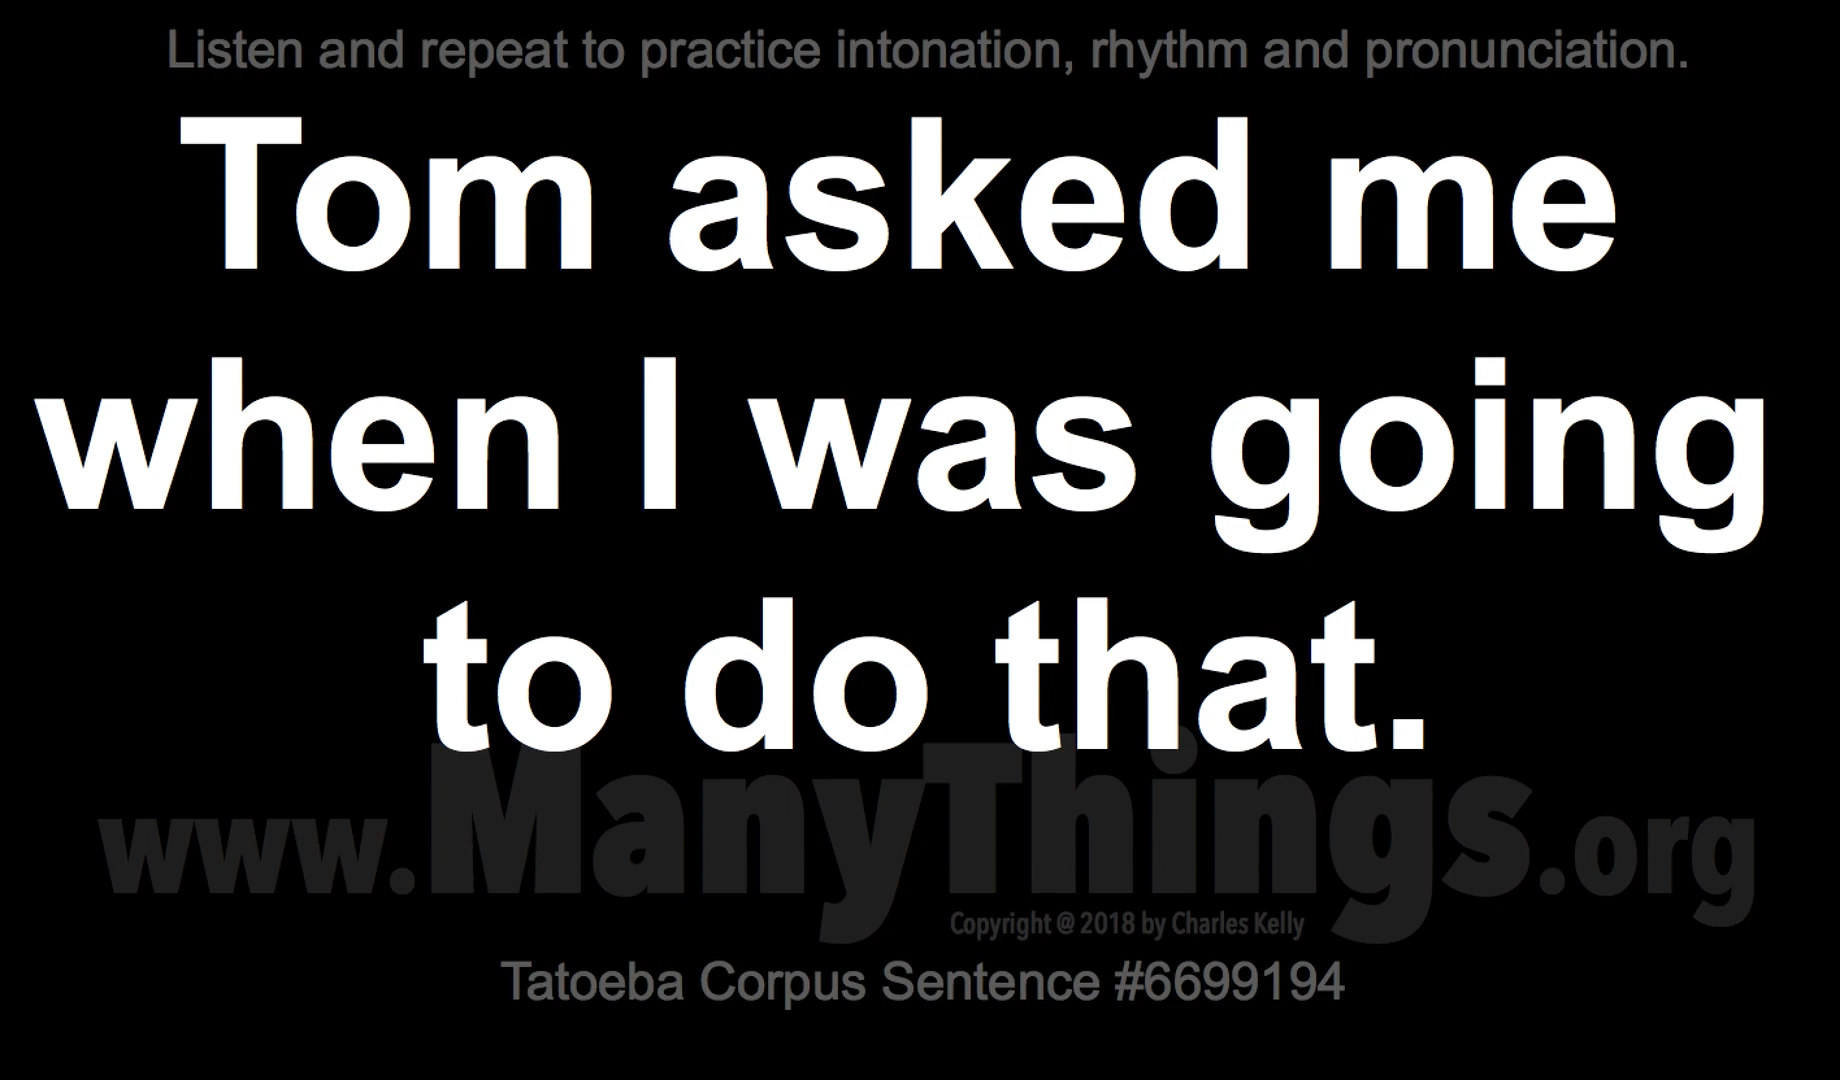 Listen and repeat to practice intonation, rhythm and pronunciation.
Tom asked me
when I was going
to do that.
www.ManyThings.org
Copyright @ 2018 by Charles Kelly
Tatoeba Corpus Sentence #6699194